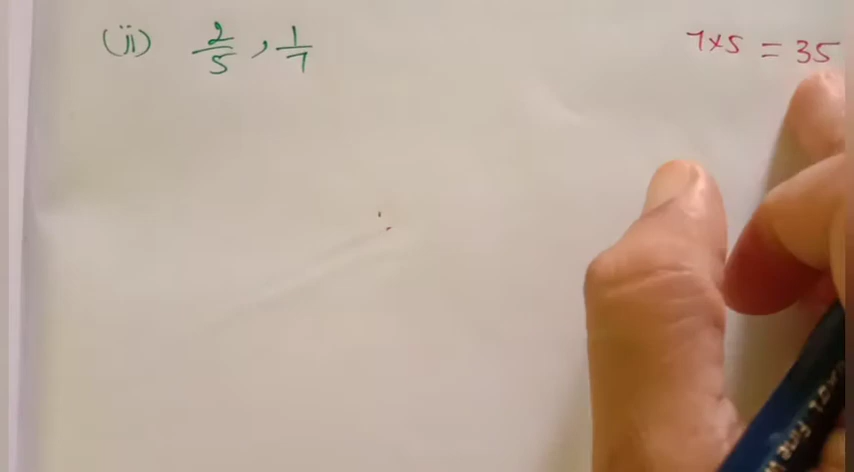 (ii) 2/5 , 1/7
7×5 = 35